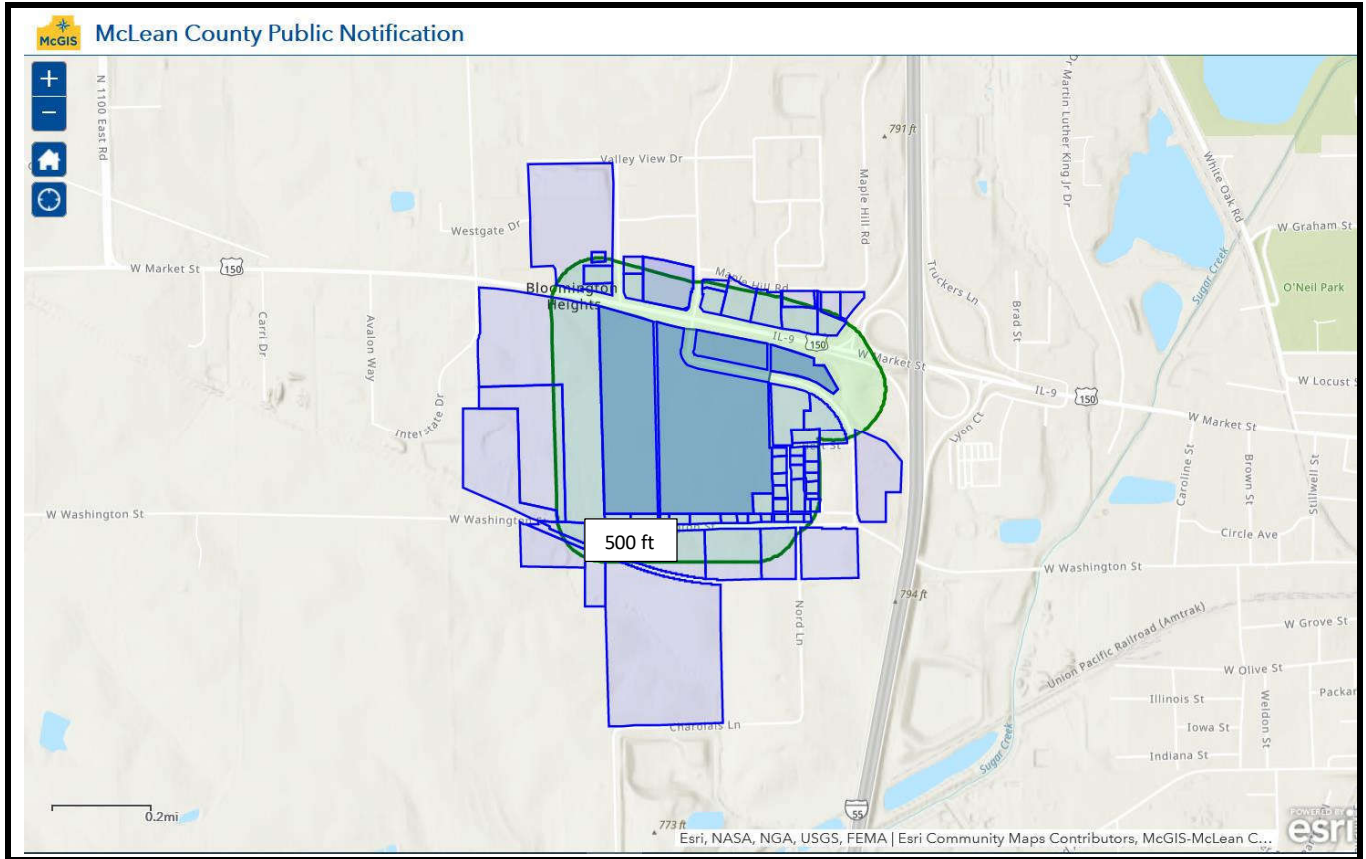 McGIS
McLean County Public Notification
+
−
N 1100 East Rd
791 ft
Dr Martin Luther King Jr Dr
White Oak Rd
Valley View Dr
Maple Hill Rd
Westgate Dr
W Graham St
W Market St
150
Maple Hill Rd
Truckers Ln
Sugar Creek
Bloomington
Heights
O'Neil Park
Carri Dr
Avalon Way
Brad St
IL-9
150
W Market St
W Locust S
IL-9
150
Interstate Dr
W Market St
Lyon Ct
Caroline St
Brown St
Stillwell St
W Washington St
W Washington St
500 ft
Circle Ave
W Washington St
794 ft
Nord Ln
Union Pacific Railroad (Amtrak)
W Grove St
W Olive St
Illinois St
Weldon St
Packar
Charolais Ln
Iowa St
Sugar Creek
Indiana St
0.2mi
773 ft
55
POWERED BY
esri
Esri, NASA, NGA, USGS, FEMA | Esri Community Maps Contributors, McGIS-McLean C...